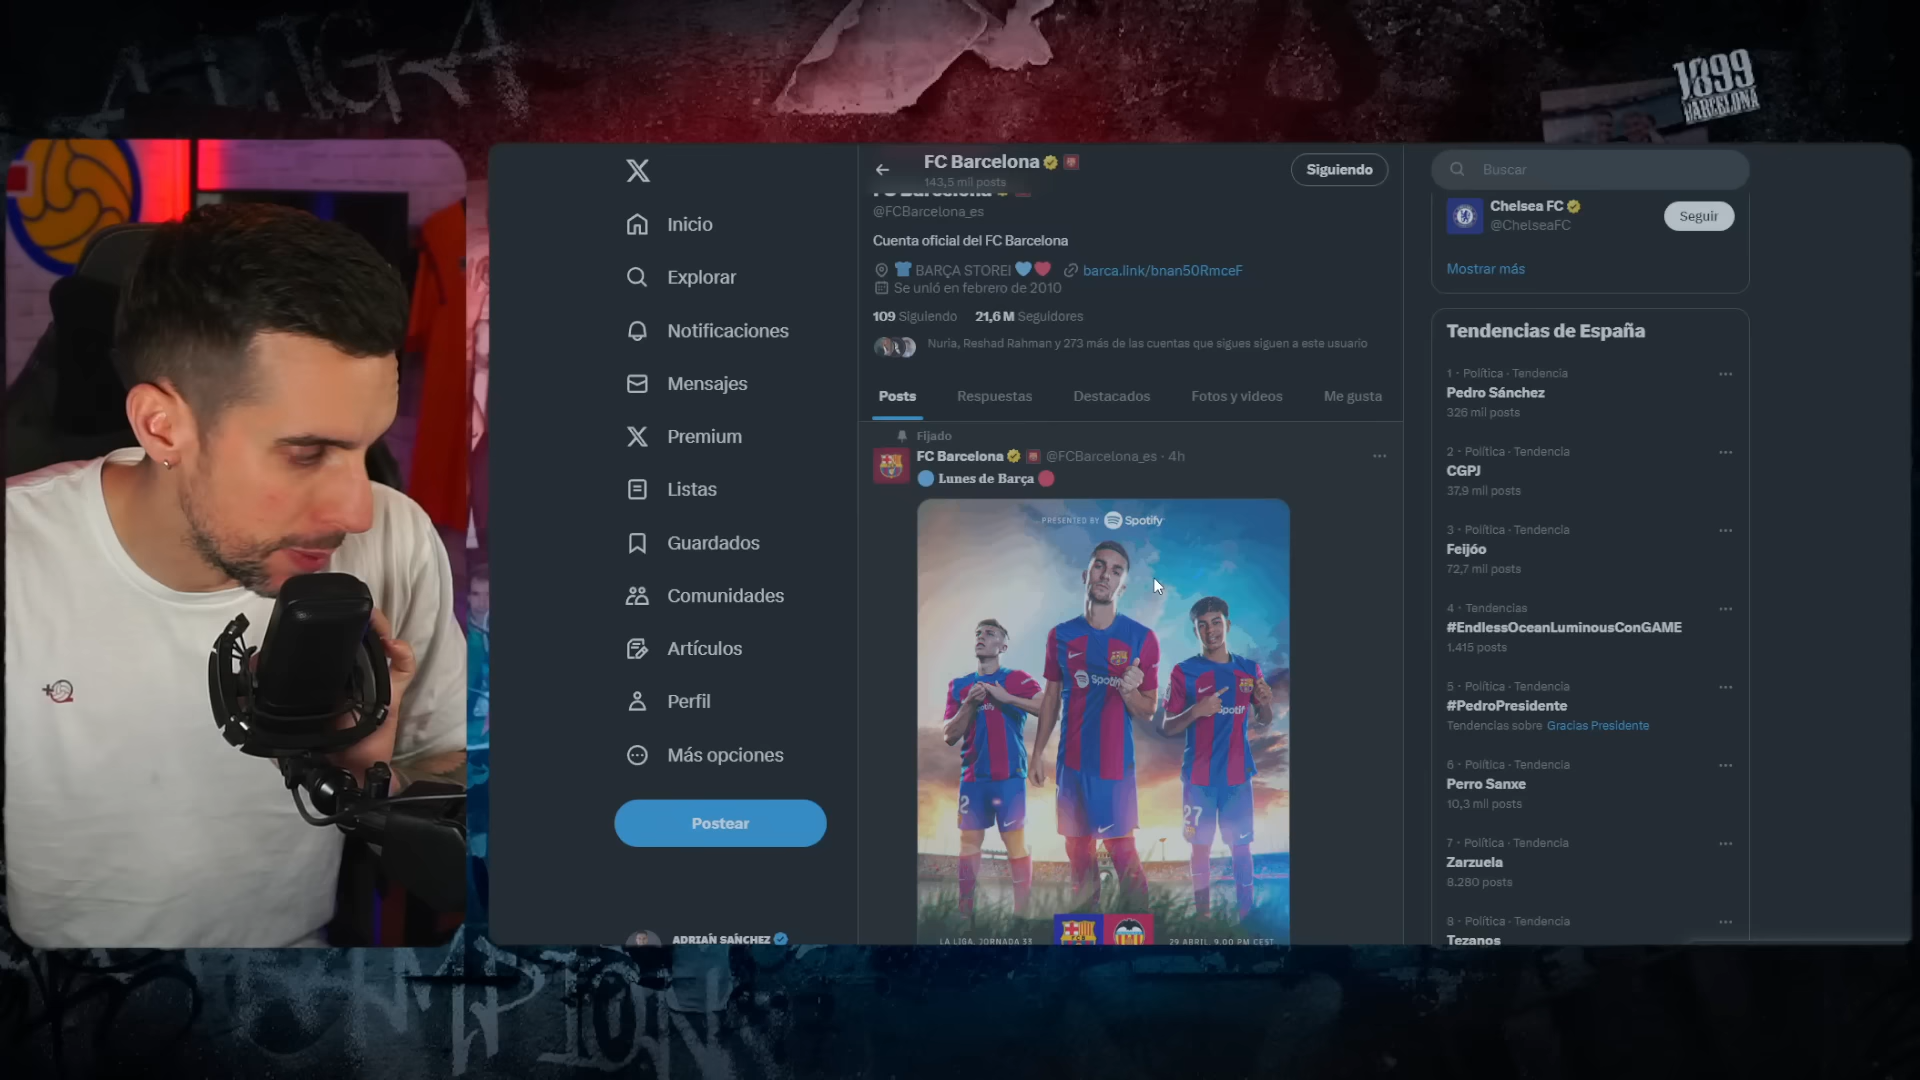 1899
BARCELONA
FC Barcelona
143,5 mil posts
Siguiendo
Inicio
Explorar
Notificaciones
Mensajes
Premium
Listas
Guardados
Comunidades
Artículos
Perfil
Más opciones
Postear
ADRIÁN SÁNCHEZ
FC Barcelona
@FCBarcelona_es
Cuenta oficial del FC Barcelona
BARÇA STORE!
barca.link/bnan50RmceF
Se unió en febrero de 2010
109 Siguiendo 21,6 M Seguidores
Nuria, Reshad Rahman y 273 más de las cuentas que sigues siguen a este usuario
Posts Respuestas Destacados Fotos y videos Me gusta
Fijado
FC Barcelona @FCBarcelona_es · 4h
Lunes de Barça
PRESENTED BY Spotify
Spotify
Spotify
Spotify
2
27
LA LIGA, JORNADA 33
29 ABRIL, 9.00 PM CEST
Buscar
Chelsea FC
@ChelseaFC
Seguir
Mostrar más
Tendencias de España
1 · Política · Tendencia
Pedro Sánchez
326 mil posts
2 · Política · Tendencia
CGPJ
37,9 mil posts
3 · Política · Tendencia
Feijóo
72,7 mil posts
4 · Tendencias
#EndlessOceanLuminousConGAME
1.415 posts
5 · Política · Tendencia
#PedroPresidente
Tendencias sobre Gracias Presidente
6 · Política · Tendencia
Perro Sanxe
10,3 mil posts
7 · Política · Tendencia
Zarzuela
8.280 posts
8 · Política · Tendencia
Tezanos